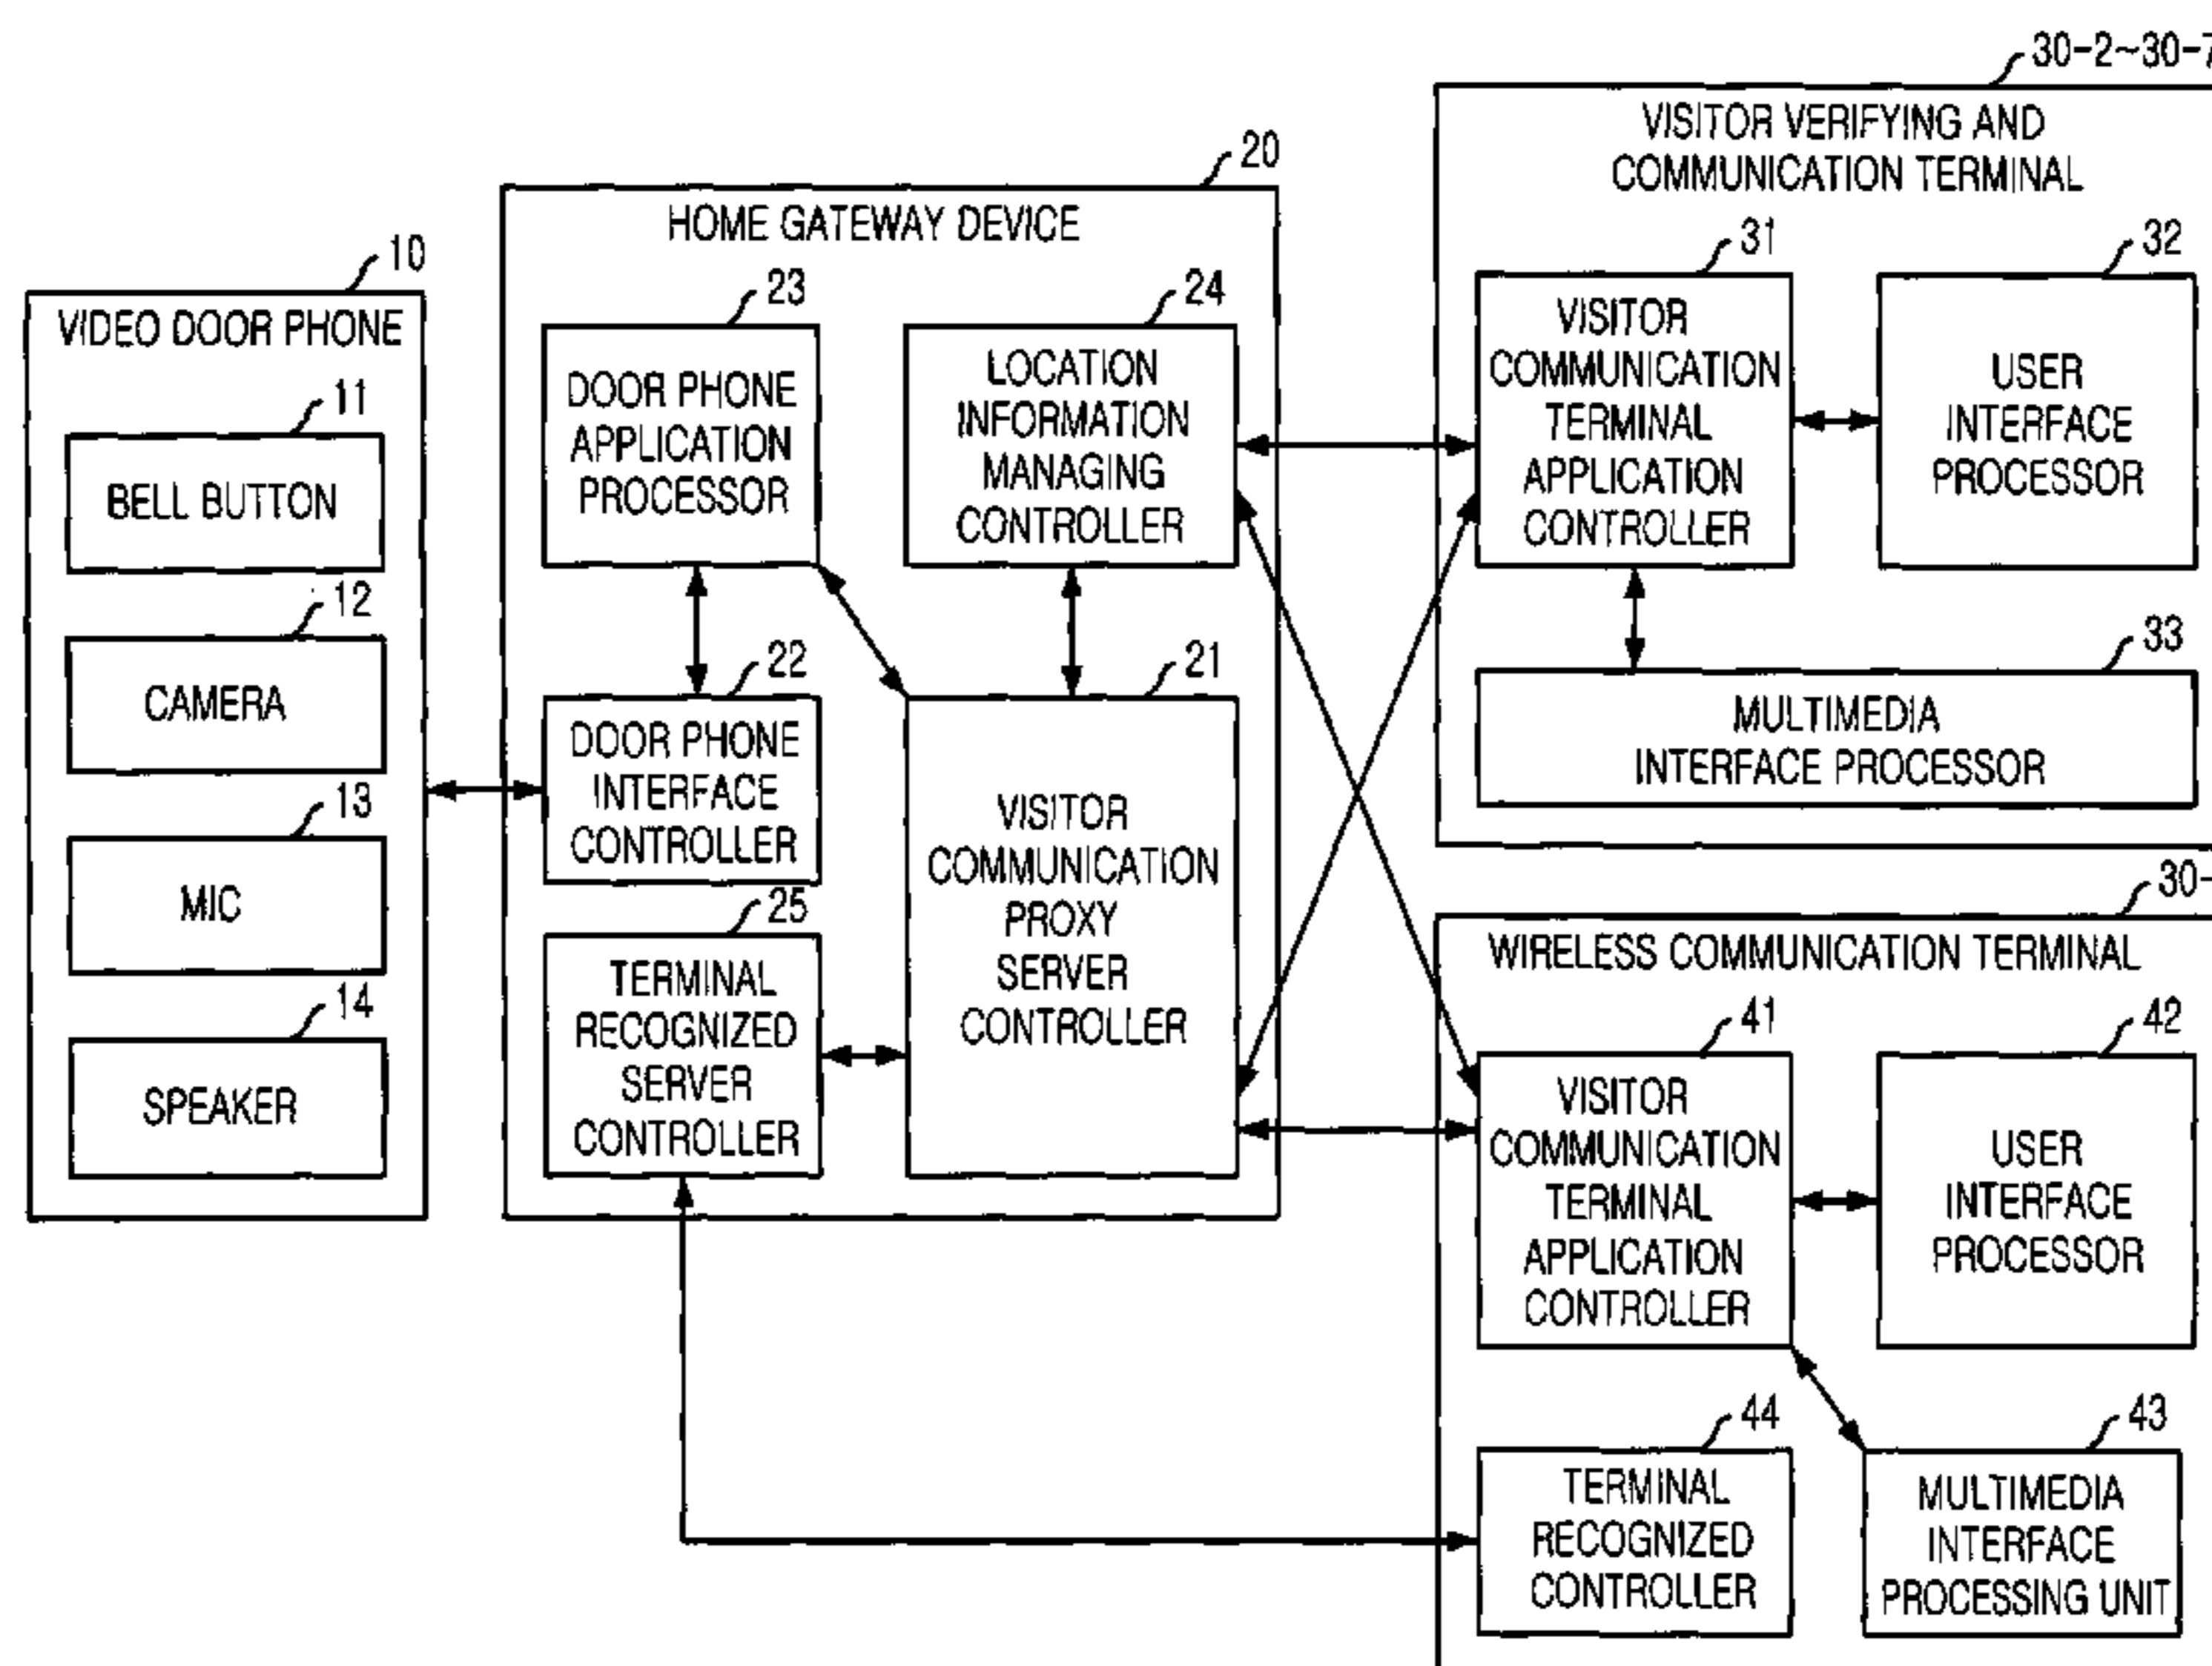 10
VIDEO DOOR PHONE
11
BELL BUTTON
12
CAMERA
13
MIC
14
SPEAKER
20
HOME GATEWAY DEVICE
23
DOOR PHONE
APPLICATION
PROCESSOR
24
LOCATION
INFORMATION
MANAGING
CONTROLLER
22
DOOR PHONE
INTERFACE
CONTROLLER
21
VISITOR
COMMUNICATION
PROXY
SERVER
CONTROLLER
25
TERMINAL
RECOGNIZED
SERVER
CONTROLLER
30-2~30-7
VISITOR VERIFYING AND
COMMUNICATION TERMINAL
31
VISITOR
COMMUNICATION
TERMINAL
APPLICATION
CONTROLLER
32
USER
INTERFACE
PROCESSOR
33
MULTIMEDIA
INTERFACE PROCESSOR
30-
WIRELESS COMMUNICATION TERMINAL
41
VISITOR
COMMUNICATION
TERMINAL
APPLICATION
CONTROLLER
42
USER
INTERFACE
PROCESSOR
44
TERMINAL
RECOGNIZED
CONTROLLER
43
MULTIMEDIA
INTERFACE
PROCESSING UNIT